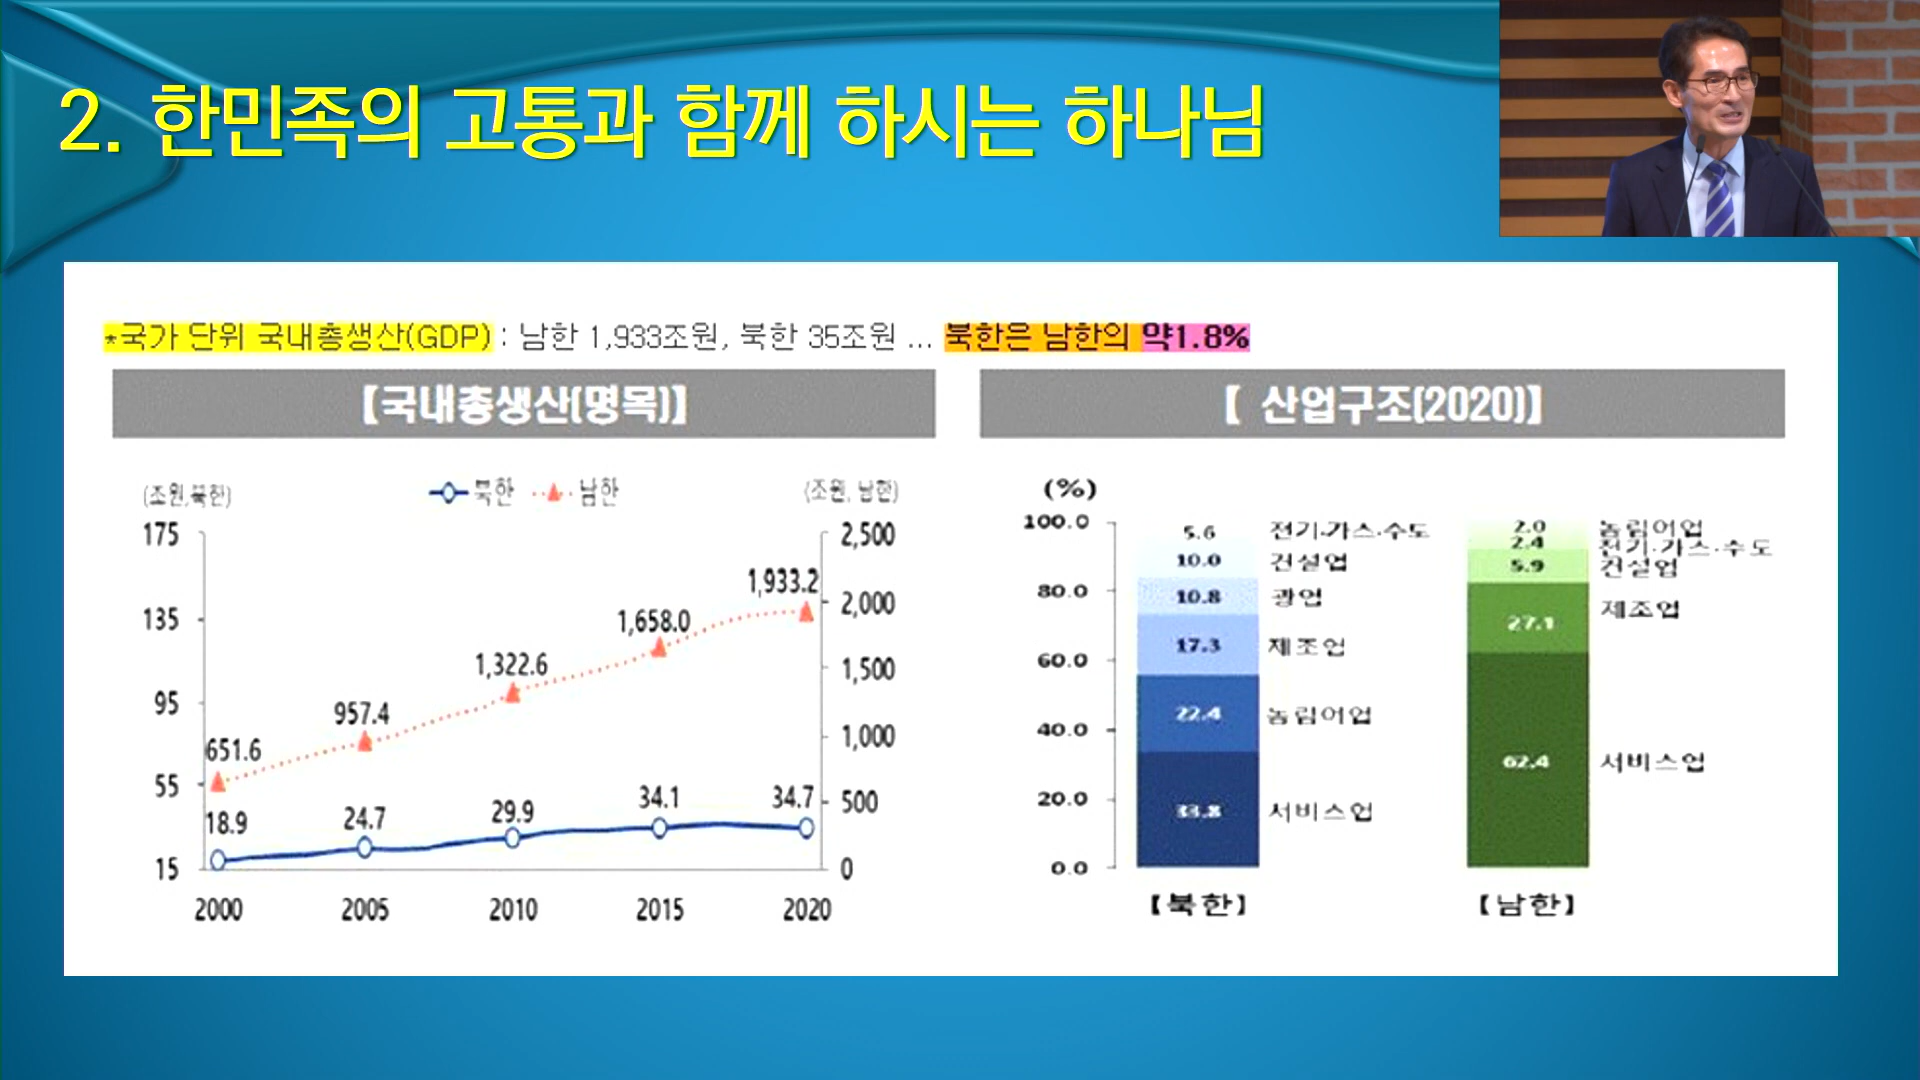 2. 한민족의 고통과 함께 하시는 하나님
*국가 단위 국내총생산(GDP) : 남한 1,933조원, 북한 35조원 ... 북한은 남한의 약1.8%
【국내총생산(명목)】
(조원,북한)
북한
남한
(조원, 남한)
175
135
95
55
15
2,500
2,000
1,500
1,000
500
0
651.6
957.4
1,322.6
1,658.0
1,933.2
18.9
24.7
29.9
34.1
34.7
2000 2005 2010 2015 2020
【 산업구조(2020)】
(%)
100.0
80.0
60.0
40.0
20.0
0.0
5.6 전기·가스·수도
10.0 건설업
10.8 광업
17.3 제조업
22.4 농림어업
33.8 서비스업
【북한】
2.0 농림어업
2.4 전기·가스·수도
5.9 건설업
27.1 제조업
62.4 서비스업
【남한】